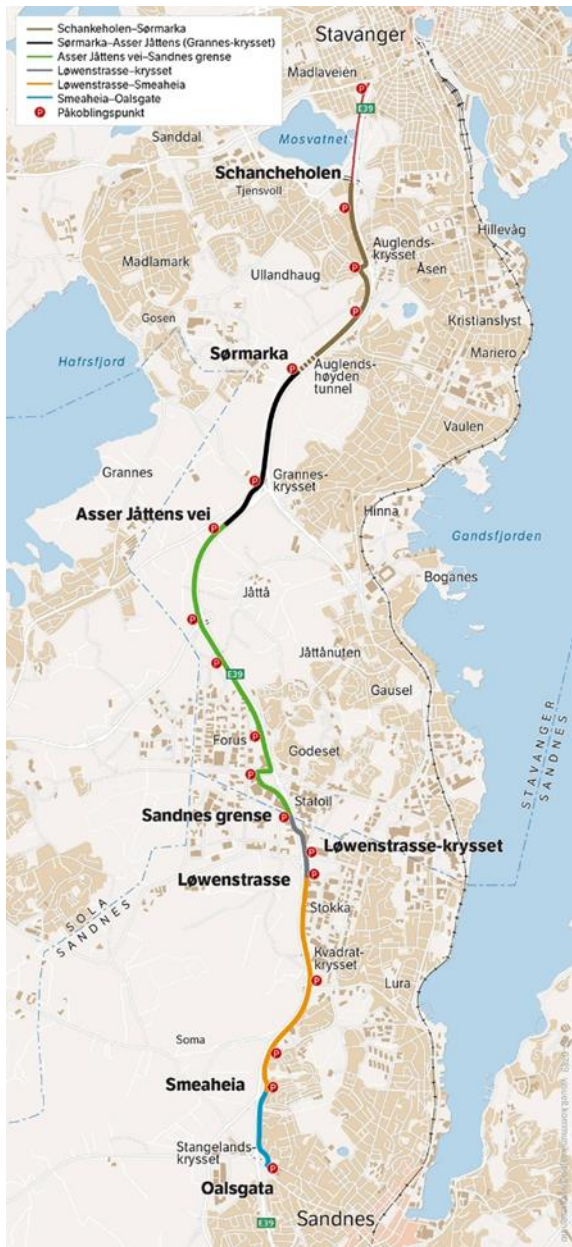 Schankeholen–Sørmarka
Sørmarka–Asser Jåttens (Grannes-krysset)
Asser Jåttens vei–Sandnes grense
Løwenstrasse–krysset
Løwenstrasse–Smeaheia
Smeaheia–Oalsgate
P Påkoblingspunkt
Stavanger
Madlaveien
P
E39
Mosvatnet
Sanddal
Schancheholen
Tjensvoll
P
Hillevåg
Auglends-
krysset
Åsen
Madlamark
Ullandhaug
P
Gosen
P
Kristianslyst
Sørmarka
Mariero
Hafrsfjord
P
Auglends-
høyden
tunnel
Vaulen
Grannes
Grannes-
krysset
P
Hinna
Asser Jåttens vei
P
Gandsfjorden
Boganes
Jåttå
P
Jåttånuten
P
E39
Gausel
STAVANGER
SANDNES
Forus
P
Godeset
P
Statoil
Sandnes grense
P
Løwenstrasse-krysset
P
Løwenstrasse
P
SOLA
SANDNES
Stokka
Kvadrat-
krysset
P
Lura
Soma
P
Smeaheia
P
Stangelands-
krysset
P
Oalsgata
E39
Sandnes